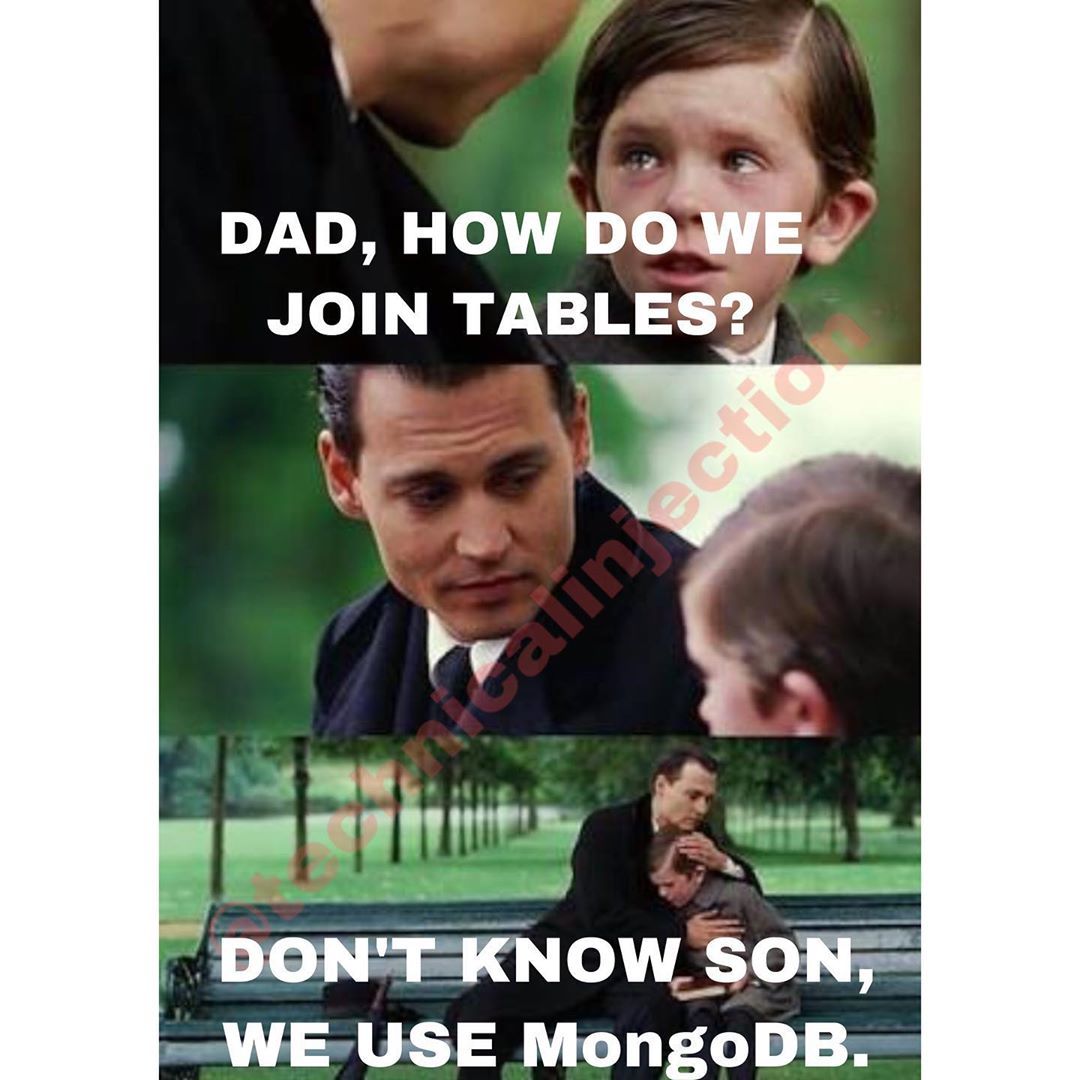 DAD, HOW DO WE
JOIN TABLES?
@technicalinjection
DON'T KNOW SON,
WE USE MongoDB.